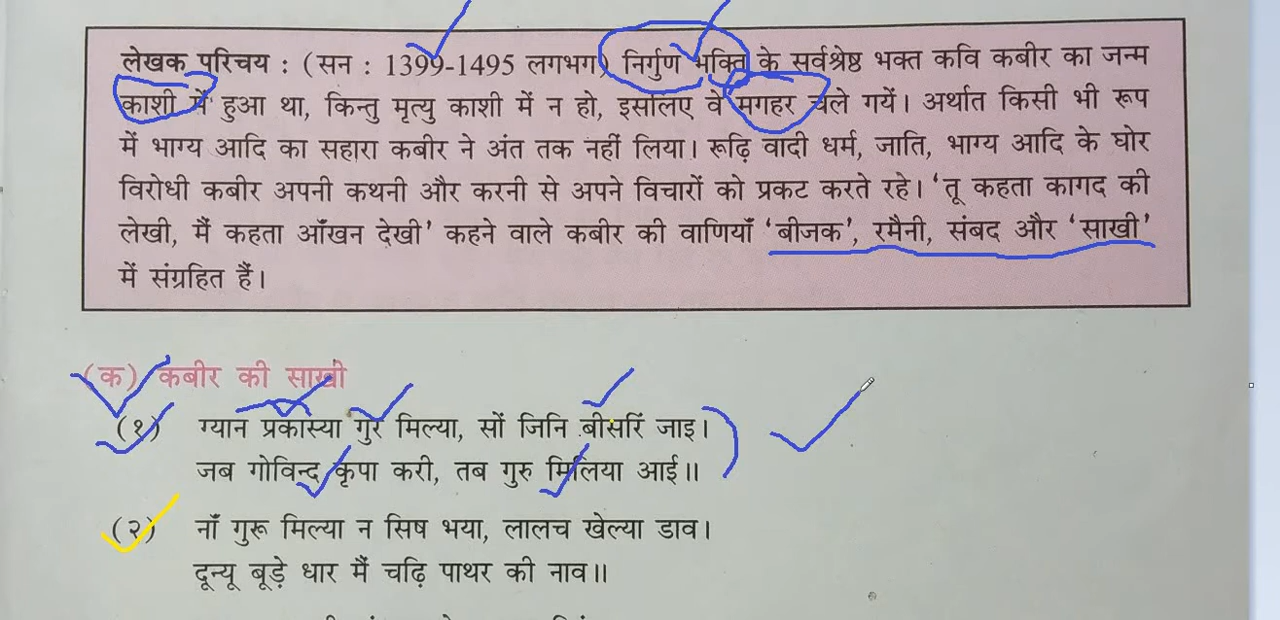 लेखक परिचय : (सन : 1399-1495 लगभग) निर्गुण भक्ति के सर्वश्रेष्ठ भक्त कवि कबीर का जन्म
काशी में हुआ था, किन्तु मृत्यु काशी में न हो, इसलिए वे मगहर चले गयें। अर्थात किसी भी रूप
में भाग्य आदि का सहारा कबीर ने अंत तक नहीं लिया। रूढ़ि वादी धर्म, जाति, भाग्य आदि के घोर
विरोधी कबीर अपनी कथनी और करनी से अपने विचारों को प्रकट करते रहे। ‘तू कहता कागद की
लेखी, मैं कहता आँखन देखी’ कहने वाले कबीर की वाणियाँ ‘बीजक’, रमैनी, संबद और ‘साखी’
में संग्रहित हैं।
(क) कबीर की साखी
(१) ग्यान प्रकास्या गुर मिल्या, सों जिनि बीसरिं जाइ।
जब गोविन्द कृपा करी, तब गुरु मिलिया आई॥
(२) नाँ गुरू मिल्या न सिष भया, लालच खेल्या डाव।
दून्यू बूड़े धार मैं चढ़ि पाथर की नाव॥